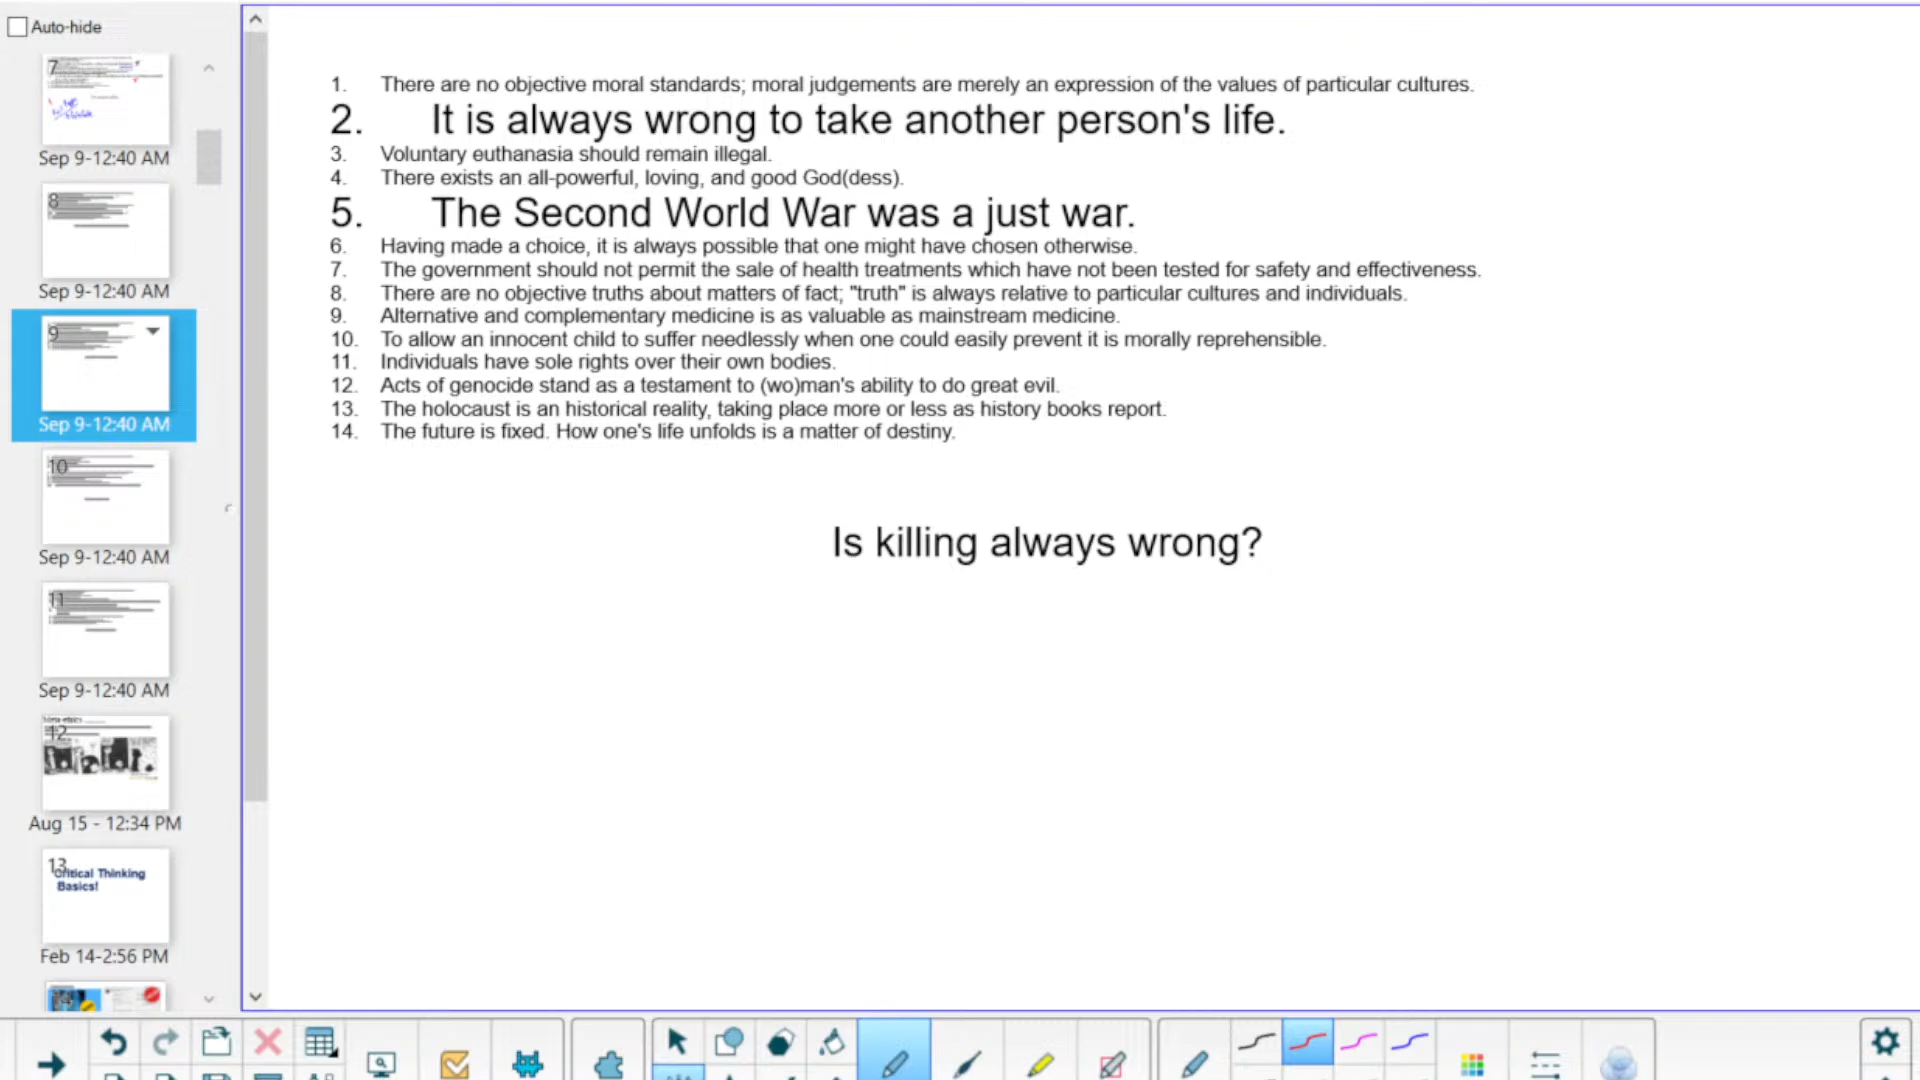 Auto-hide
7
Sep 9-12:40 AM
8
Sep 9-12:40 AM
9
Sep 9-12:40 AM
10
Sep 9-12:40 AM
11
Sep 9-12:40 AM
12
Aug 15 - 12:34 PM
13
Critical Thinking
Basics!
Feb 14-2:56 PM
1. There are no objective moral standards; moral judgements are merely an expression of the values of particular cultures.
2. It is always wrong to take another person's life.
3. Voluntary euthanasia should remain illegal.
4. There exists an all-powerful, loving, and good God(dess).
5. The Second World War was a just war.
6. Having made a choice, it is always possible that one might have chosen otherwise.
7. The government should not permit the sale of health treatments which have not been tested for safety and effectiveness.
8. There are no objective truths about matters of fact; "truth" is always relative to particular cultures and individuals.
9. Alternative and complementary medicine is as valuable as mainstream medicine.
10. To allow an innocent child to suffer needlessly when one could easily prevent it is morally reprehensible.
11. Individuals have sole rights over their own bodies.
12. Acts of genocide stand as a testament to (wo)man's ability to do great evil.
13. The holocaust is an historical reality, taking place more or less as history books report.
14. The future is fixed. How one's life unfolds is a matter of destiny.
Is killing always wrong?